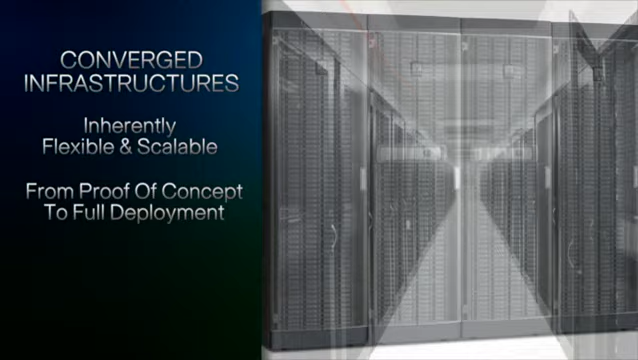 CONVERGED
INFRASTRUCTURES
Inherently
Flexible & Scalable
From Proof Of Concept
To Full Deployment